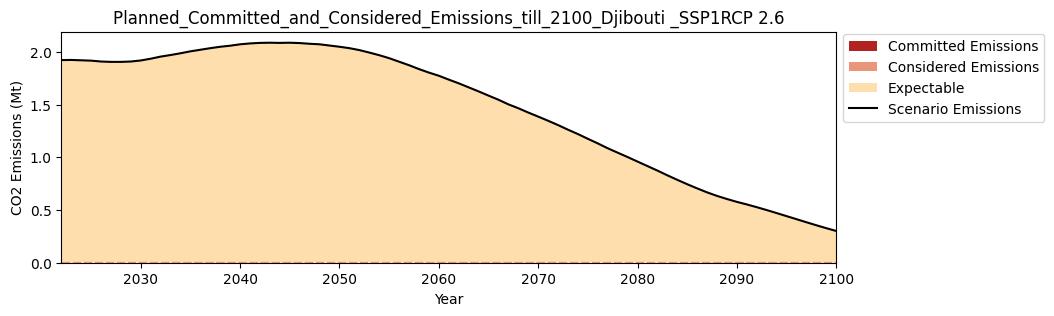 Planned_Committed_and_Considered_Emissions_till_2100_Djibouti _SSP1RCP 2.6
Committed Emissions
Considered Emissions
Expectable
Scenario Emissions
CO2 Emissions (Mt)
2.0
1.5
1.0
0.5
0.0
2030 2040 2050 2060 2070 2080 2090 2100
Year